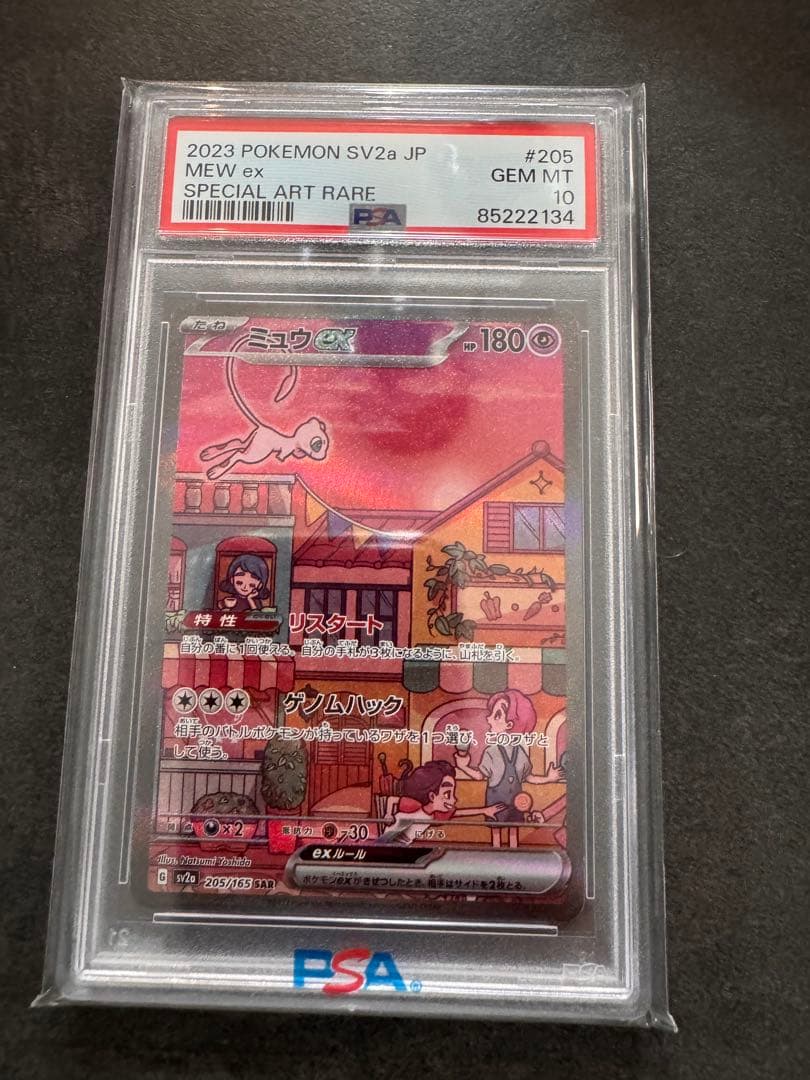 2023 POKEMON SV2a JP #205
MEW ex GEM MT
SPECIAL ART RARE 10
PSA 85222134
たね
ミュウex HP 180
特性 リスタート
自分の番に1回使える。自分の手札が3枚になるように、山札を引く。
ゲノムハック
相手のバトルポケモンが持っているワザを1つ選び、このワザと
して使う。
弱点 ×2 抵抗力 -30 にげる
exルール
ポケモンexがきぜつしたとき、相手はサイドを2枚とる。
Illus. Natsumi Yoshida
G sv2a 205/165 SAR
PSA